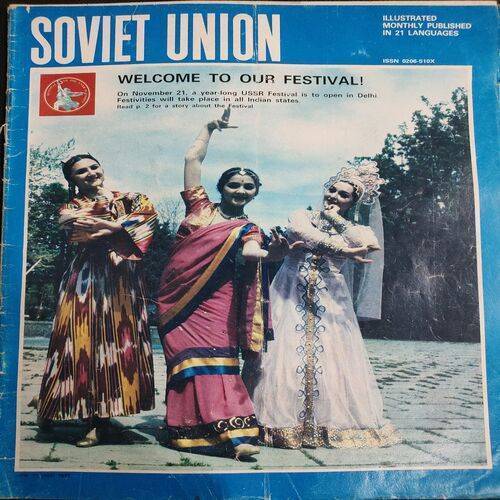 SOVIET UNION
ILLUSTRATED
MONTHLY PUBLISHED
IN 21 LANGUAGES
ISSN 0206-910X
WELCOME TO OUR FESTIVAL!
On November 21, a year-long USSR Festival is to open in Delhi.
Festivities will take place in all Indian states.
Read p. 2 for a story about the Festival